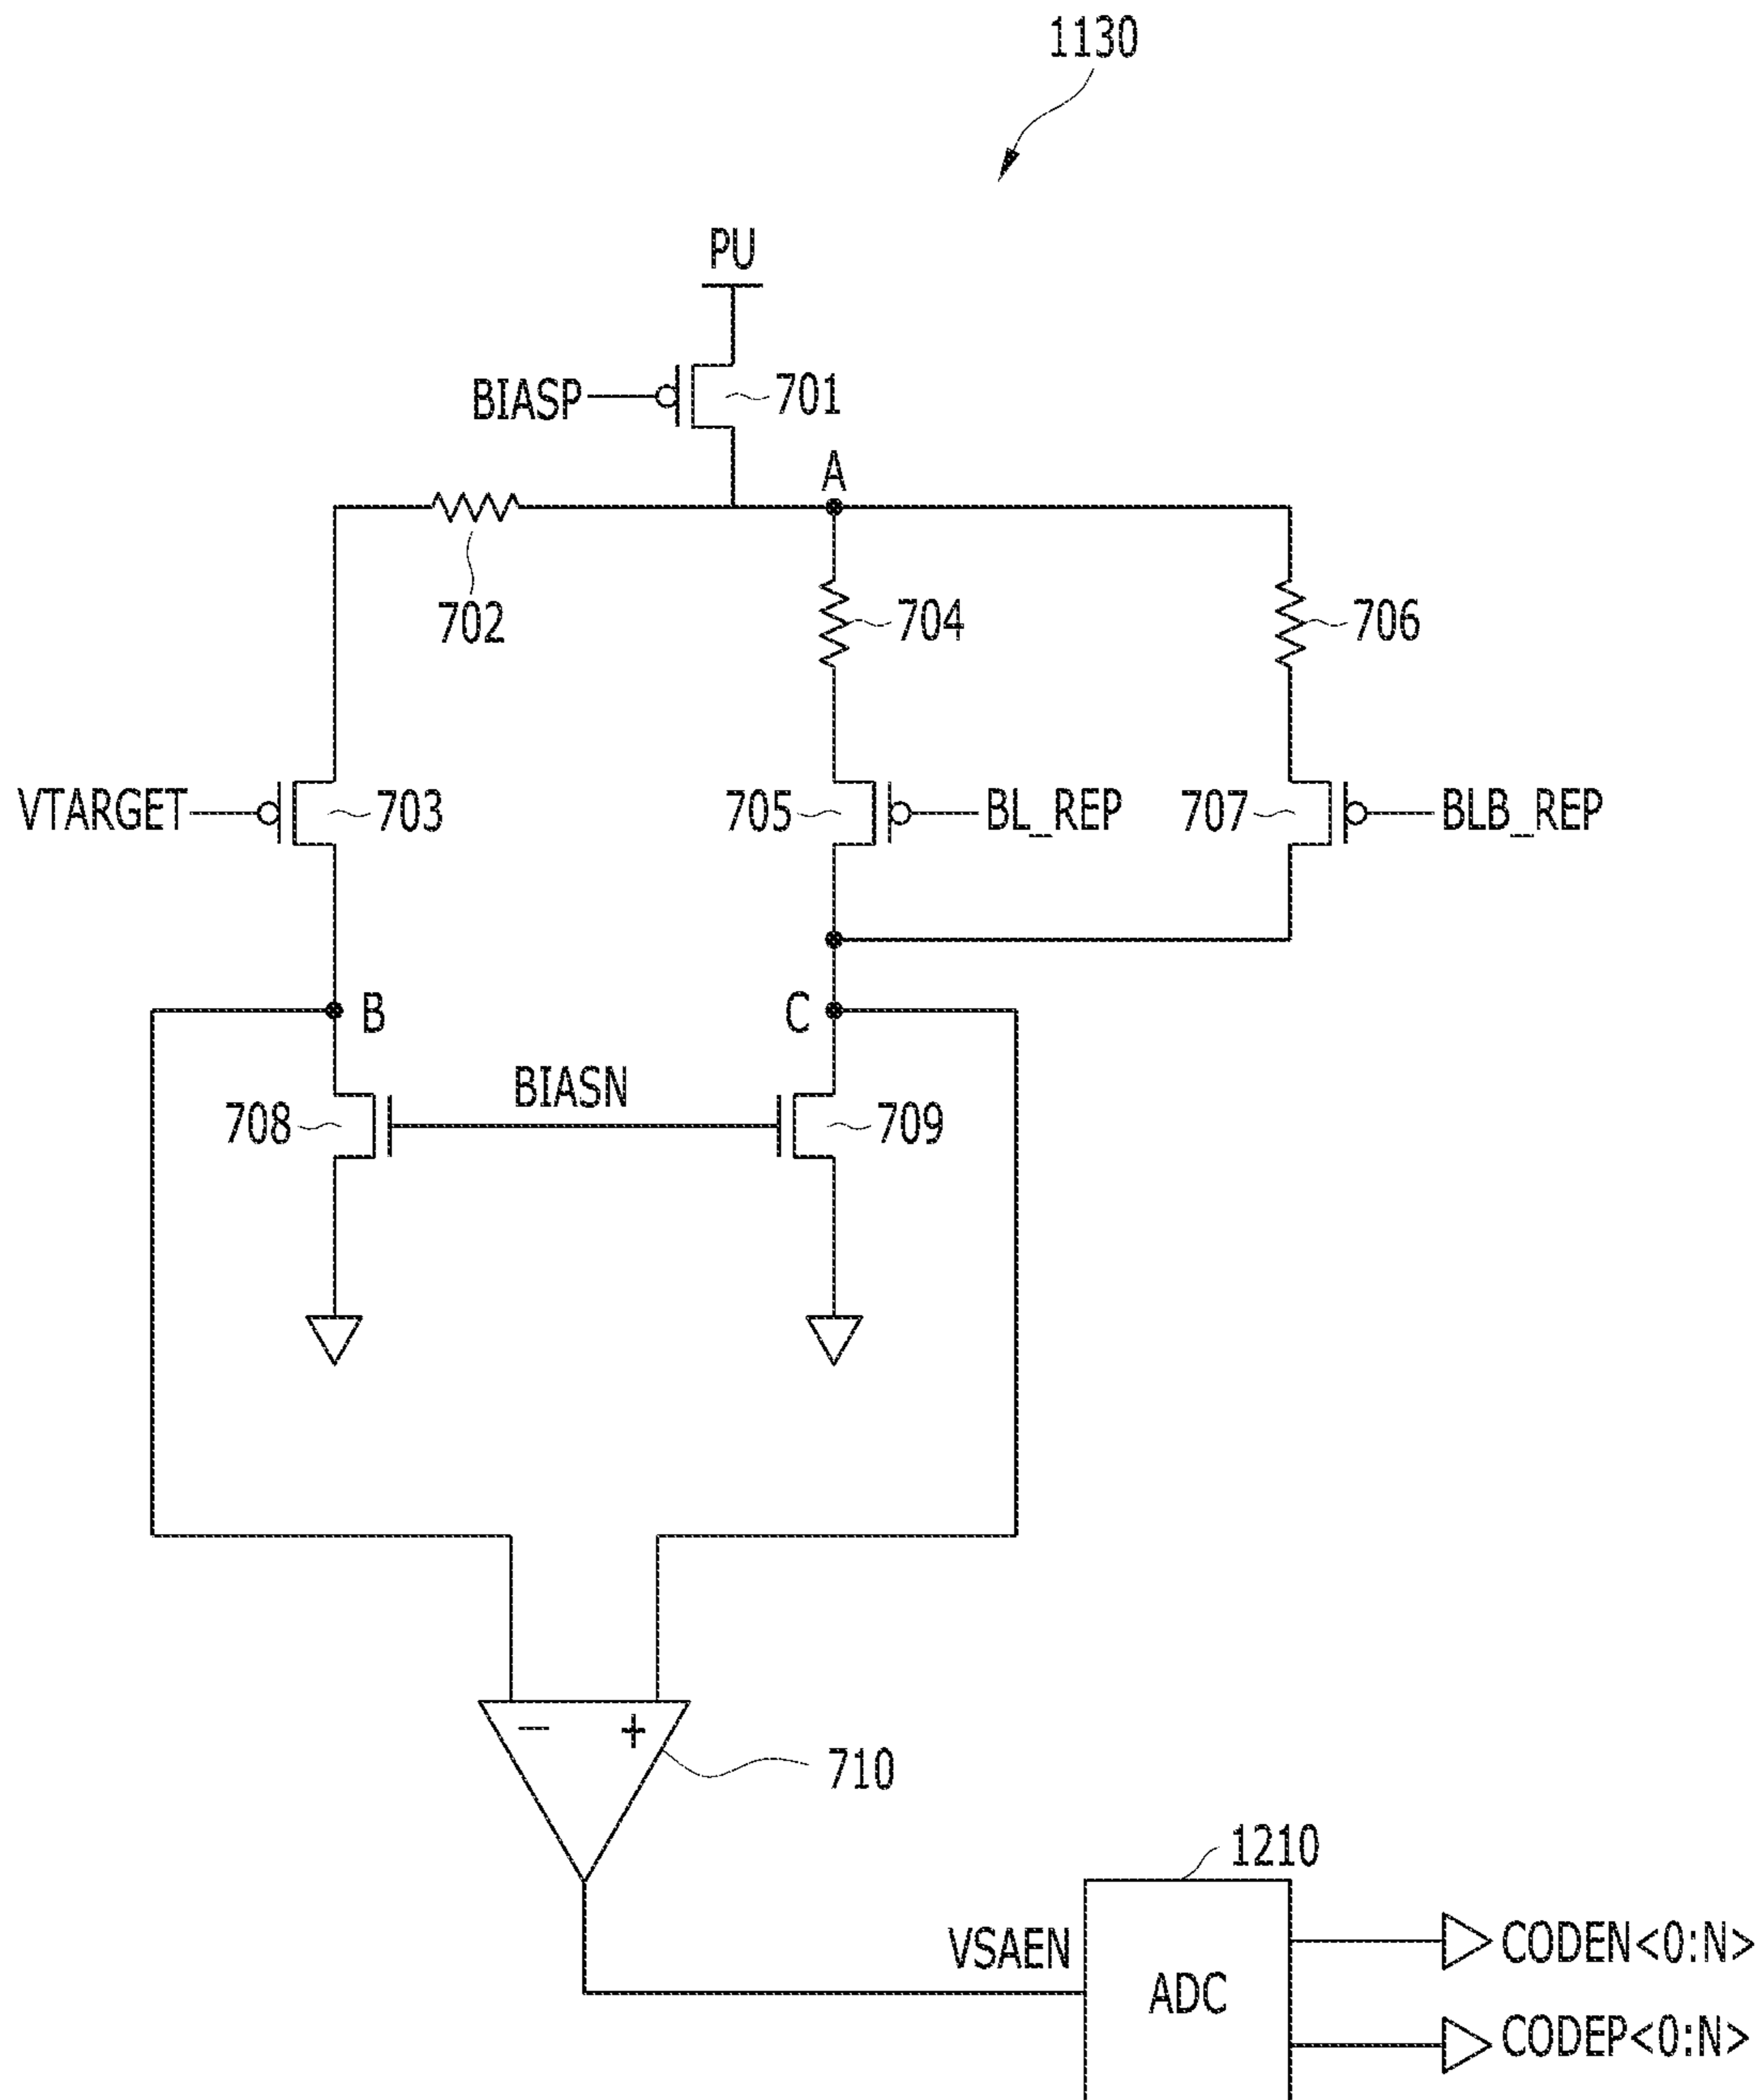 1130
PU
BIASP
701
A
702
704
706
VTARGET
703
705
BL_REP
707
BLB_REP
B
C
BIASN
708
709
−
+
710
1210
VSAEN
ADC
CODEN<0:N>
CODEP<0:N>